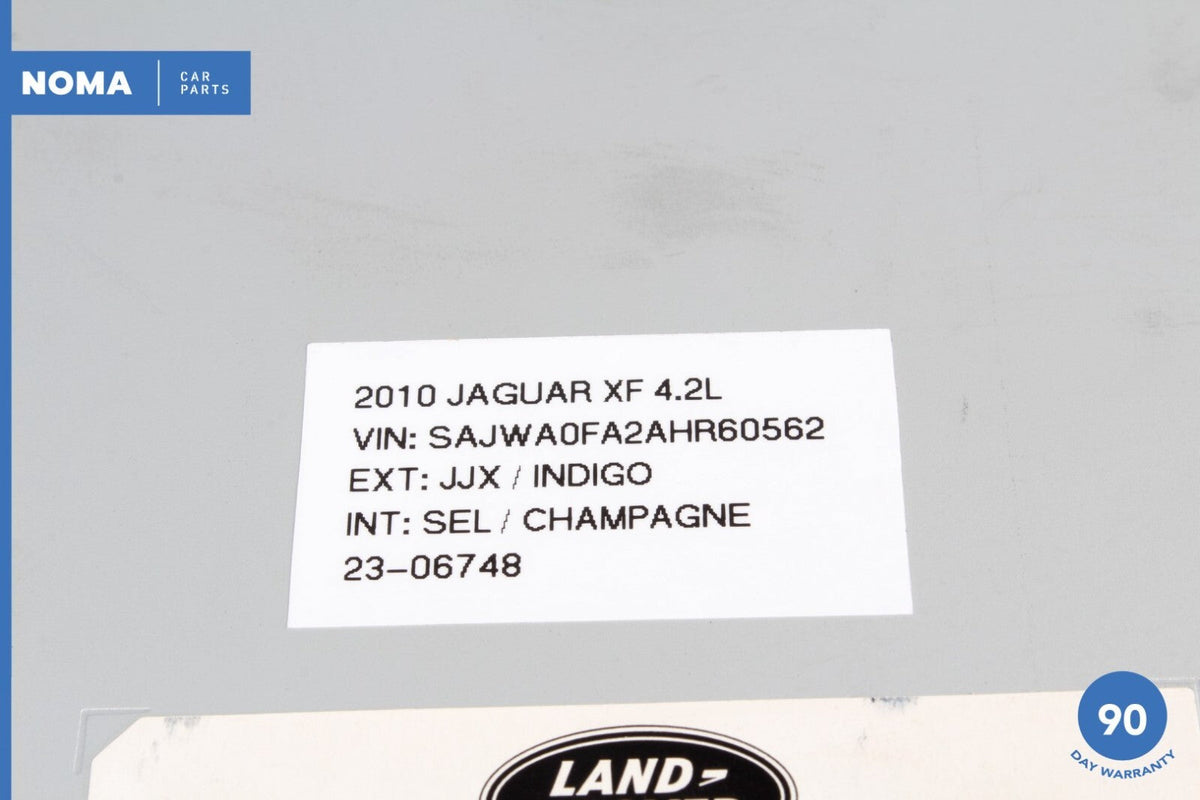 NOMA
CAR
PARTS
2010 JAGUAR XF 4.2L
VIN: SAJWA0FA2AHR60562
EXT: JJX / INDIGO
INT: SEL / CHAMPAGNE
23-06748
LAND-
90
DAY WARRANTY